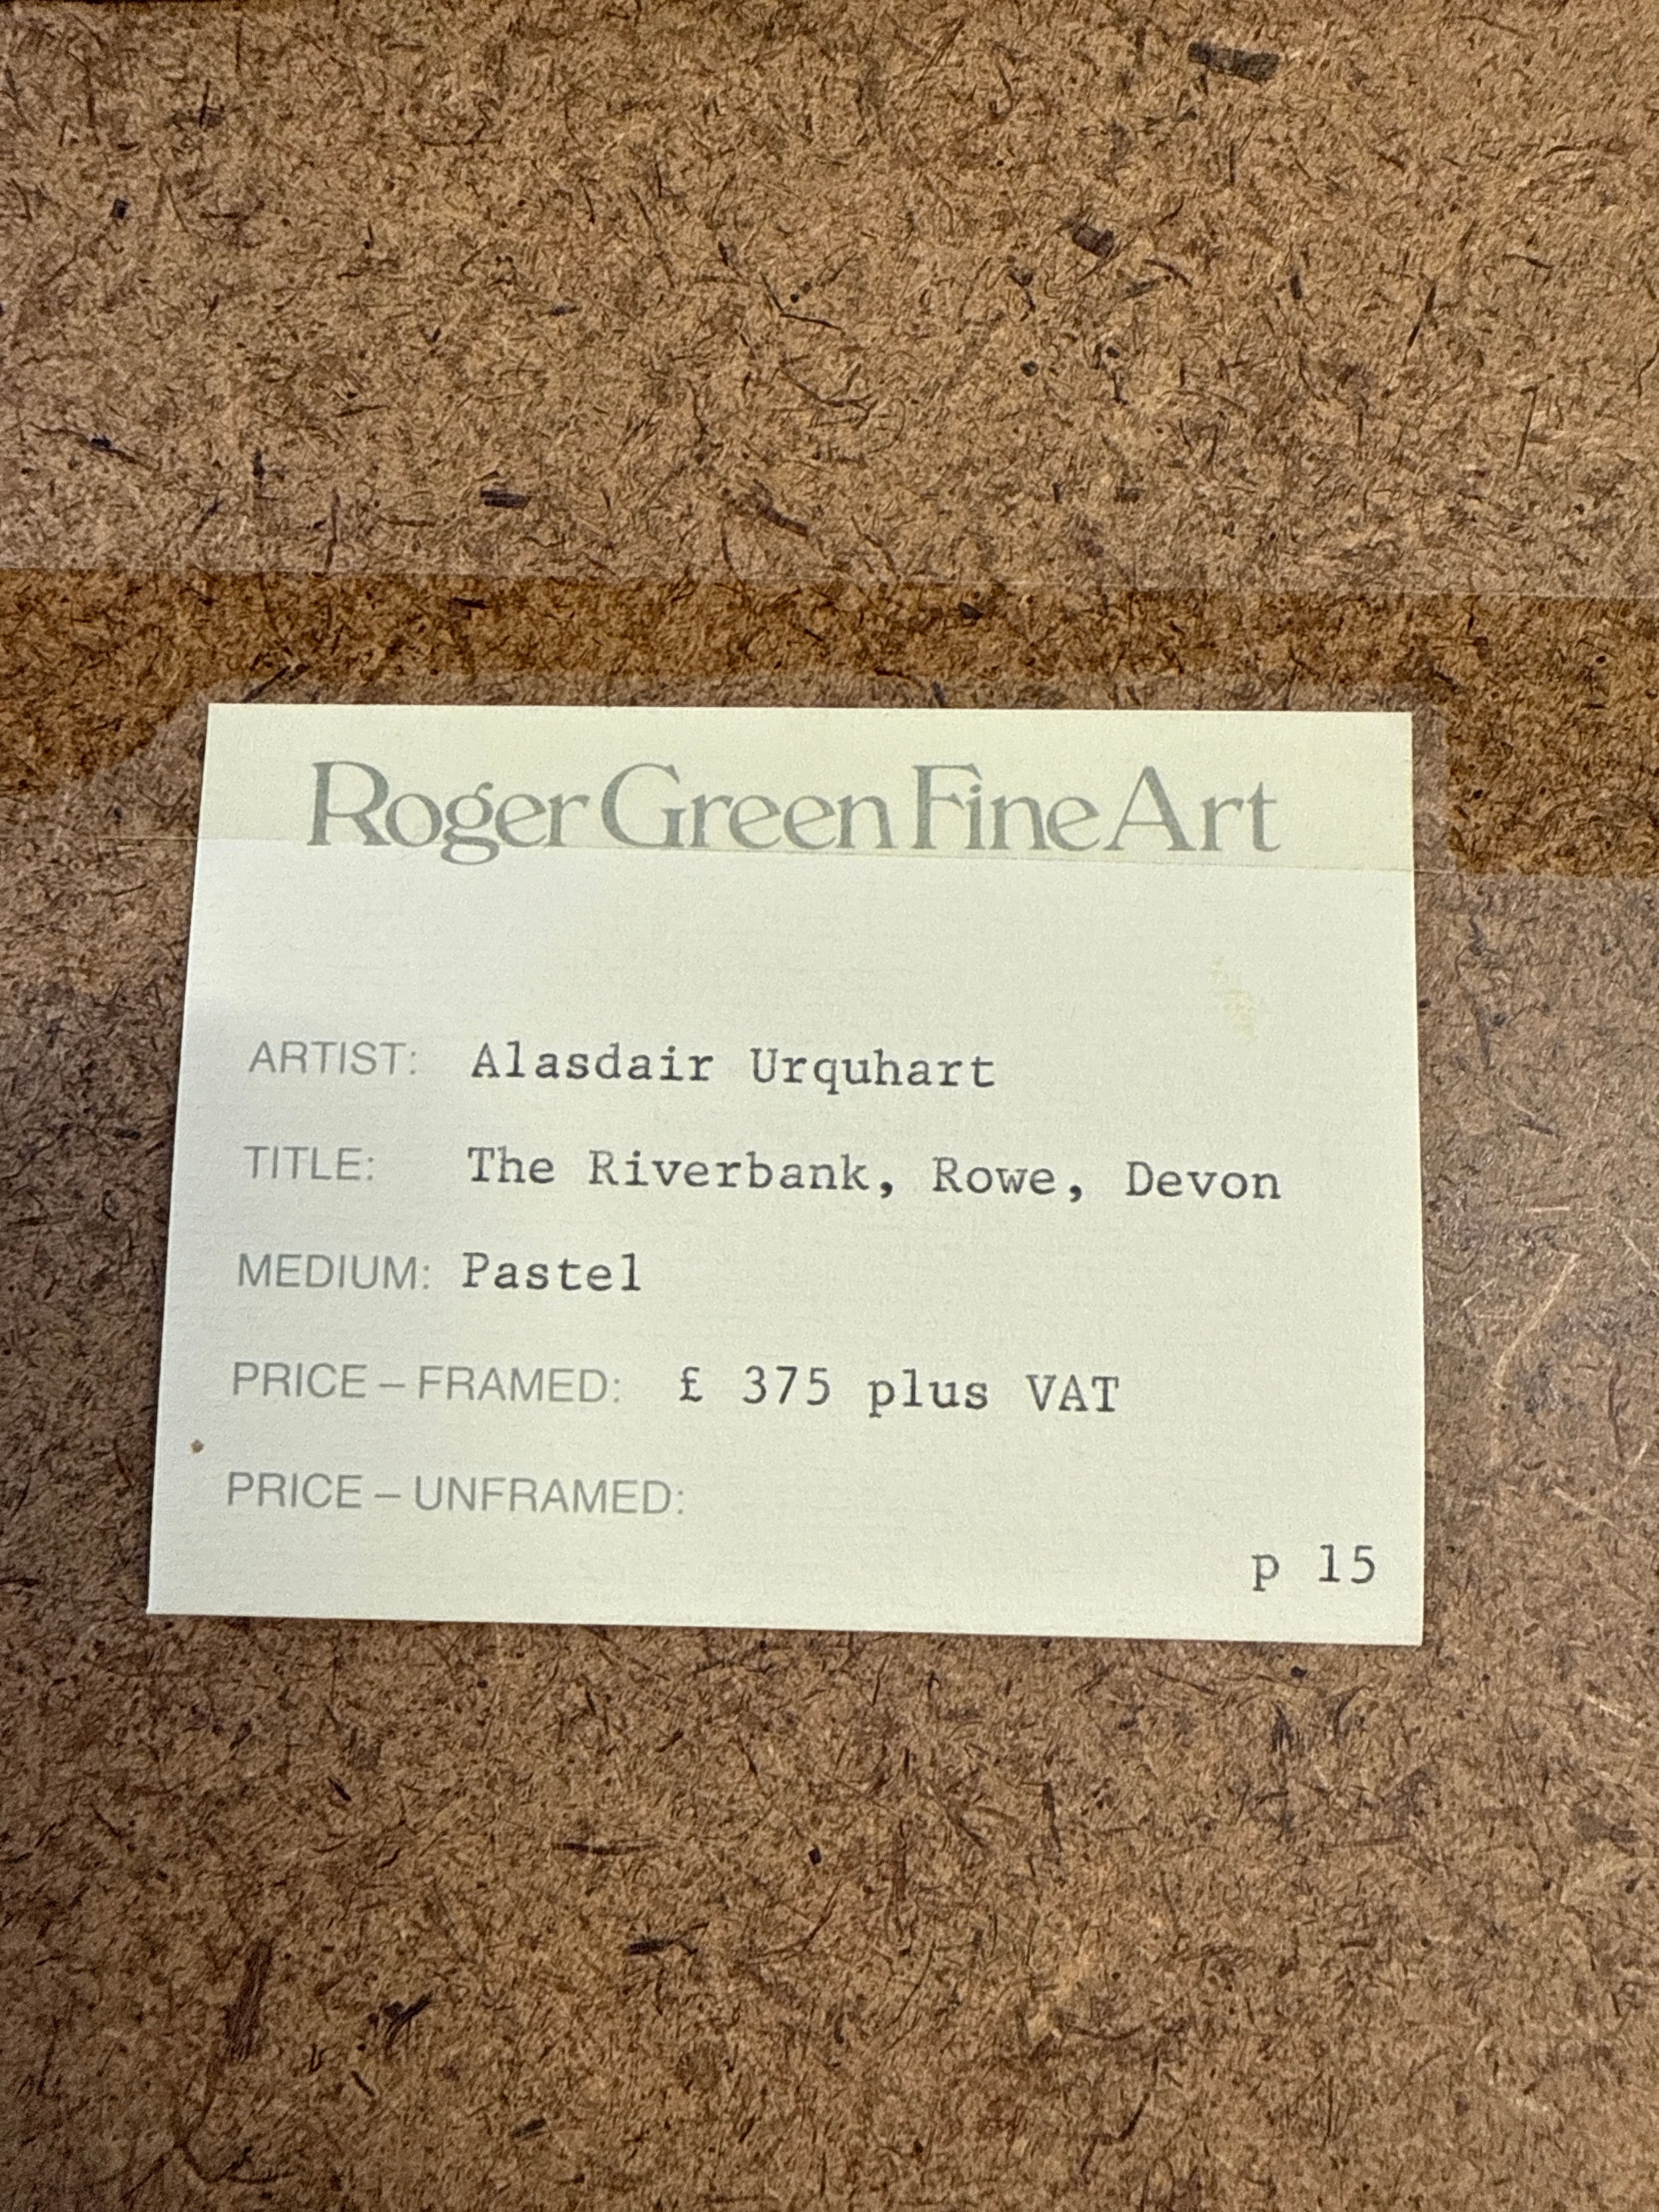 Roger Green Fine Art
ARTIST: Alasdair Urquhart
TITLE: The Riverbank, Rowe, Devon
MEDIUM: Pastel
PRICE – FRAMED: £ 375 plus VAT
PRICE – UNFRAMED:
p 15